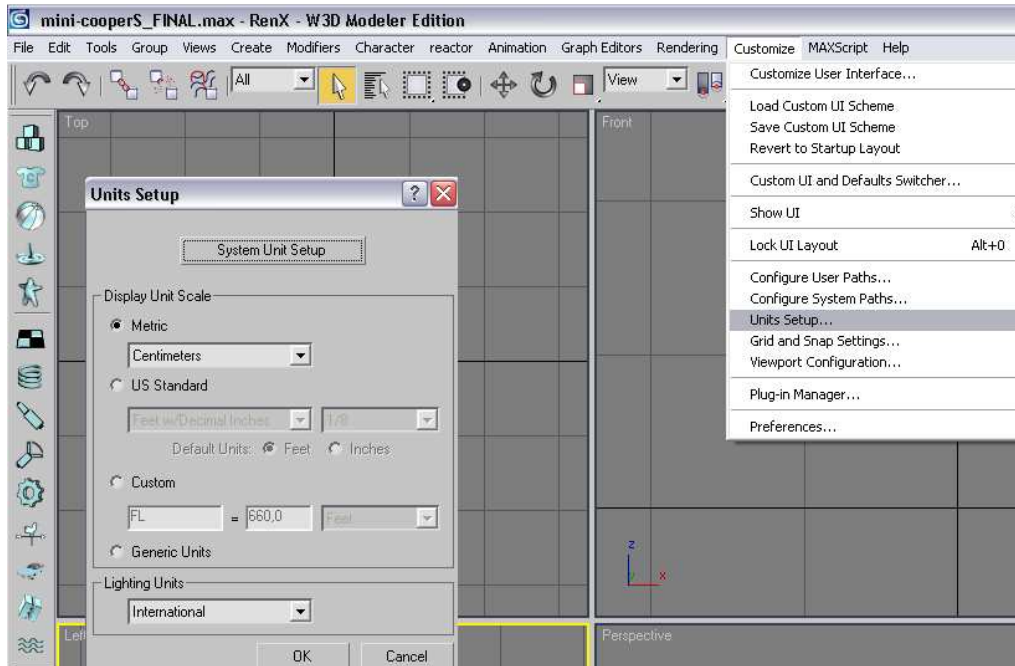 mini-cooperS_FINAL.max - RenX - W3D Modeler Edition
File Edit Tools Group Views Create Modifiers Character reactor Animation Graph Editors Rendering Customize MAXScript Help
All
View
Customize User Interface...
Load Custom UI Scheme
Save Custom UI Scheme
Revert to Startup Layout
Custom UI and Defaults Switcher...
Show UI
Lock UI Layout Alt+0
Configure User Paths...
Configure System Paths...
Units Setup...
Grid and Snap Settings...
Viewport Configuration...
Plug-in Manager...
Preferences...
Top
Front
Units Setup
System Unit Setup
Display Unit Scale
Metric
Centimeters
US Standard
Feet w/Decimal Inches 1/8
Default Units: Feet Inches
Custom
FL = 660,0 Feet
Generic Units
Lighting Units
International
OK Cancel
z
y x
Perspective